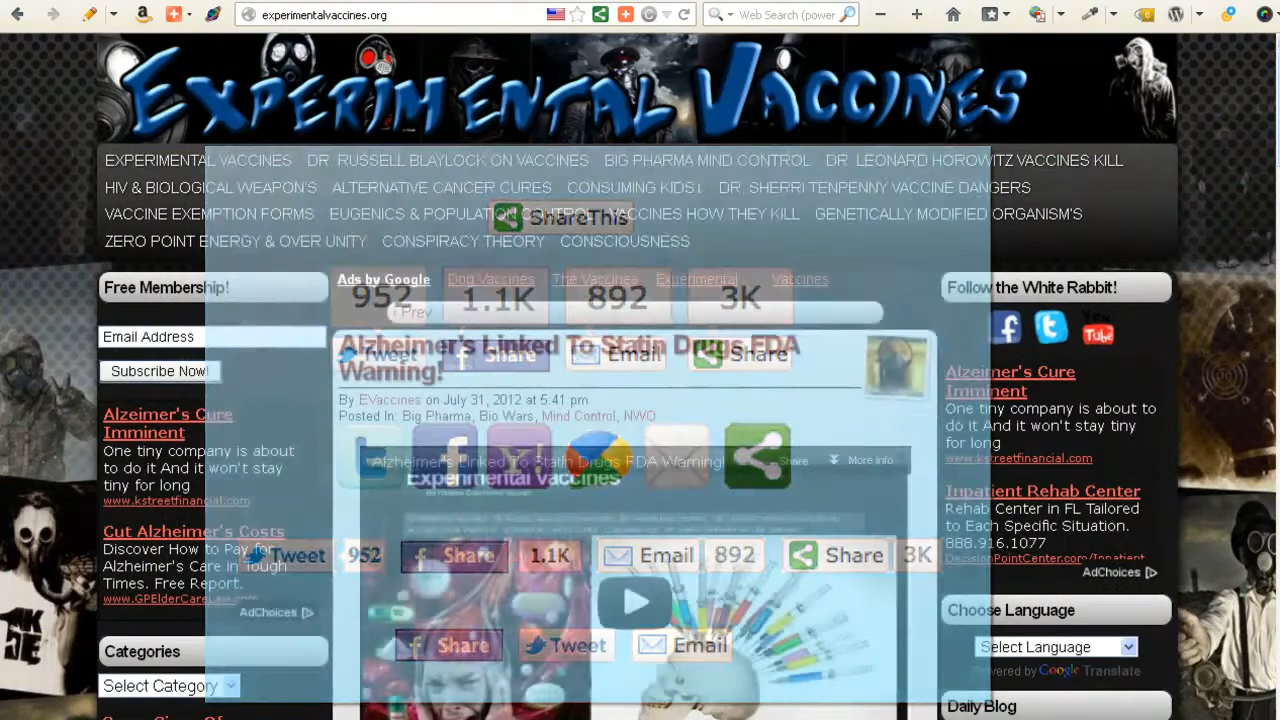 experimentalvaccines.org
Web Search (power
EXPERIMENTAL VACCINES
EXPERIMENTAL VACCINES DR. RUSSELL BLAYLOCK ON VACCINES BIG PHARMA MIND CONTROL DR. LEONARD HOROWITZ VACCINES KILL
HIV & BIOLOGICAL WEAPON'S ALTERNATIVE CANCER CURES CONSUMING KIDS! DR. SHERRI TENPENNY VACCINE DANGERS
VACCINE EXEMPTION FORMS EUGENICS & POPULATION CONTROL VACCINES HOW THEY KILL GENETICALLY MODIFIED ORGANISM'S
ShareThis
ZERO POINT ENERGY & OVER UNITY CONSPIRACY THEORY CONSCIOUSNESS
Free Membership!
Ads by Google Dog Vaccines The Vaccines Experimental Vaccines
Follow the White Rabbit!
952 1.1K 892 3K
‹ Prev
Email Address
Alzheimer's Linked To Statin Drugs FDA
Warning!
Tweet Share Email Share
You
Tube
Subscribe Now!
By EVaccines on July 31, 2012 at 5:41 pm
Posted In: Big Pharma, Bio Wars, Mind Control, NWO
Alzeimer's Cure
Imminent
One tiny company is about
to do it And it won't stay
tiny for long
www.kstreetfinancial.com
Cut Alzheimer's Costs
Discover How to Pay for
Alzheimer's Care in Tough
Times. Free Report.
www.GPElderCareLaw.com
AdChoices
Alzheimer's Linked To Statin Drugs FDA Warning!
Share More info
Experimental Vaccines
Tweet 952 Share 1.1K Email 892 Share 3K
Share Tweet Email
Alzeimer's Cure
Imminent
One tiny company is about to
do it And it won't stay tiny
for long
www.kstreetfinancial.com
Inpatient Rehab Center
Rehab Center in FL Tailored
to Each Specific Situation.
888.916.1077
DecisionPointCenter.com/Inpatient
AdChoices
Choose Language
Select Language
Powered by Google Translate
Daily Blog
Categories
Select Category